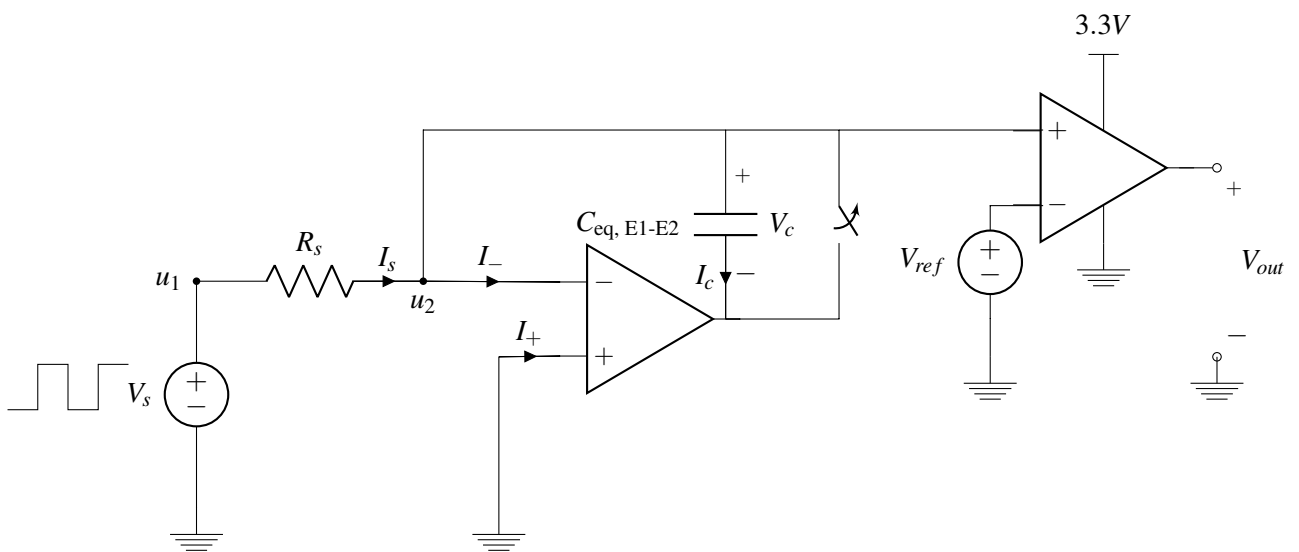 3.3V
+
+
C_eq, E1-E2
V_c
−
+
R_s
I_s
I_−
I_c
−
V_ref
+
−
V_out
u_1
u_2
−
I_+
+
V_s
+
−
−